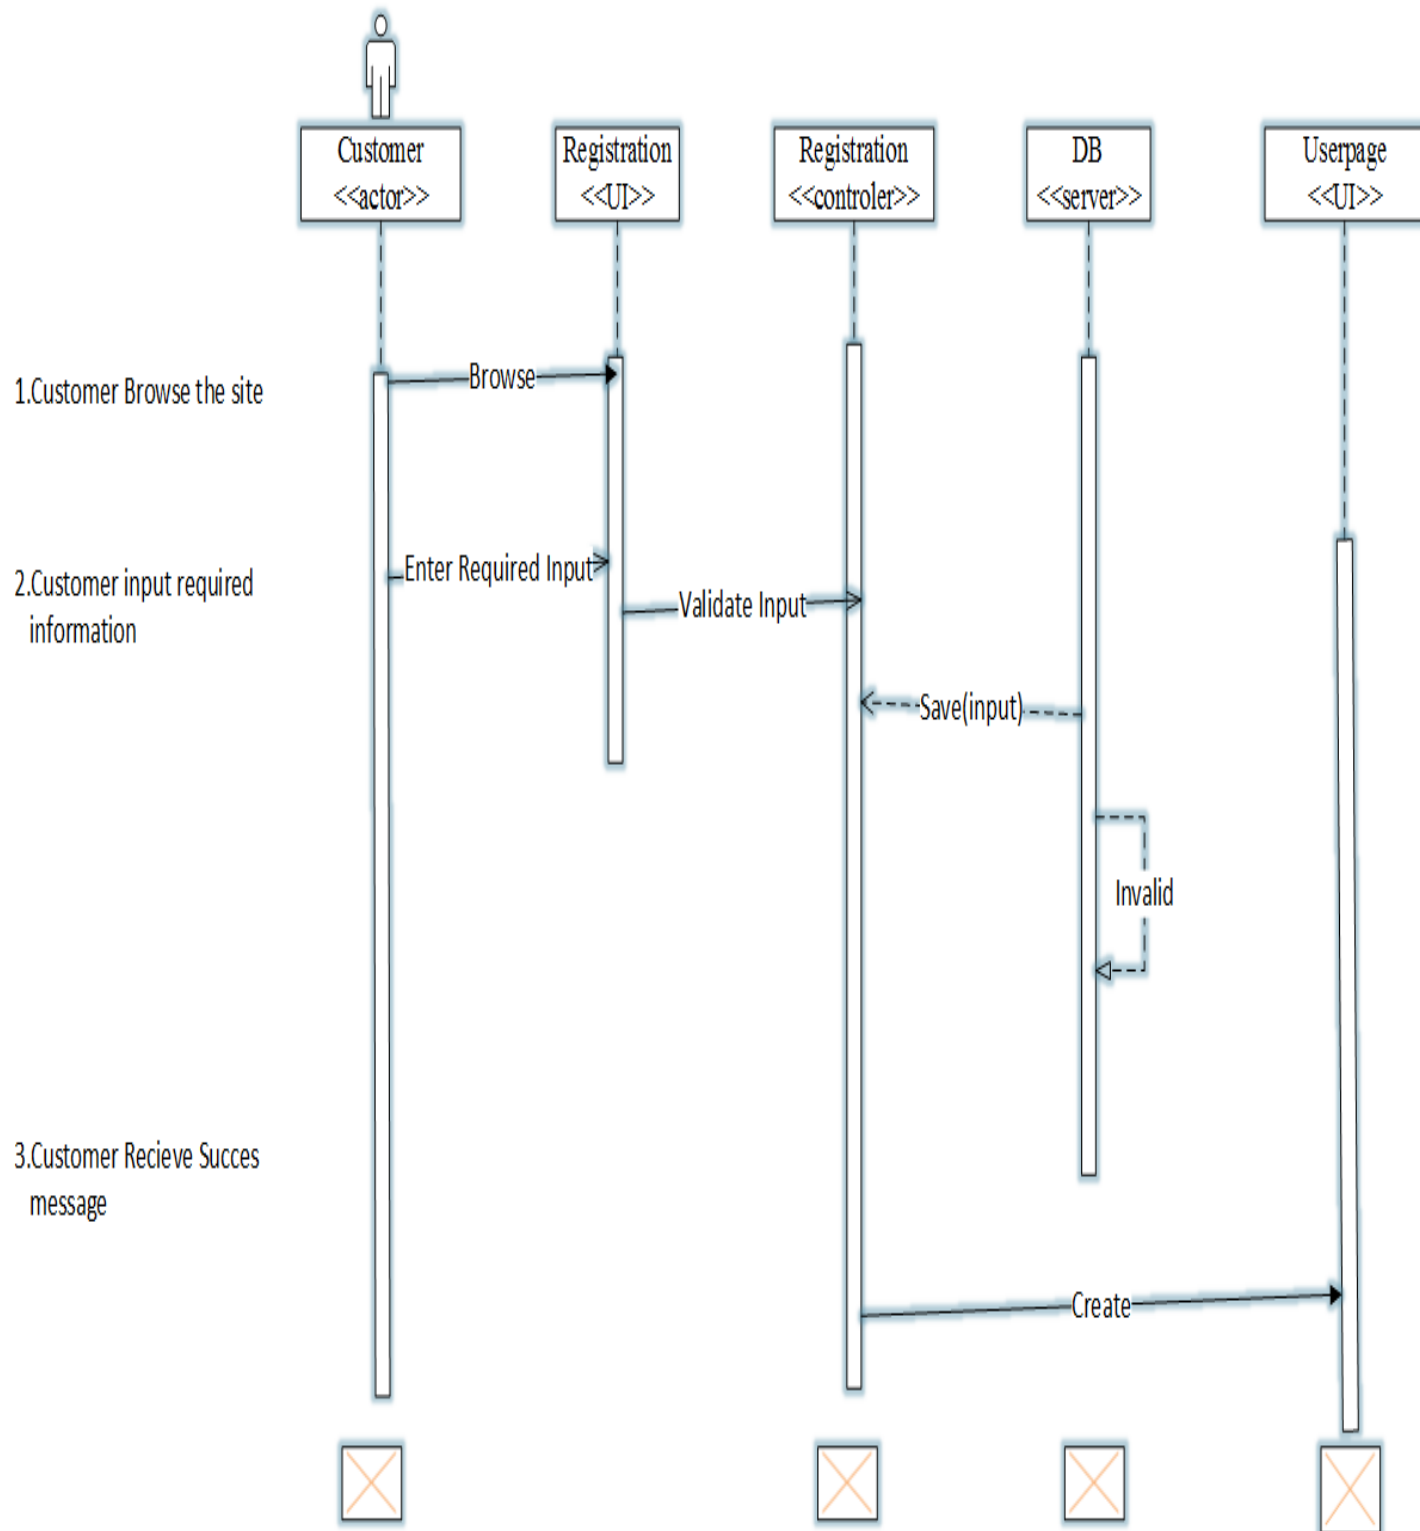 Customer
<<actor>>
Registration
<<UI>>
Registration
<<controler>>
DB
<<server>>
Userpage
<<UI>>
1.Customer Browse the site
Browse
2.Customer input required
information
Enter Required Input
Validate Input
Save(input)
Invalid
3.Customer Recieve Succes
message
Create